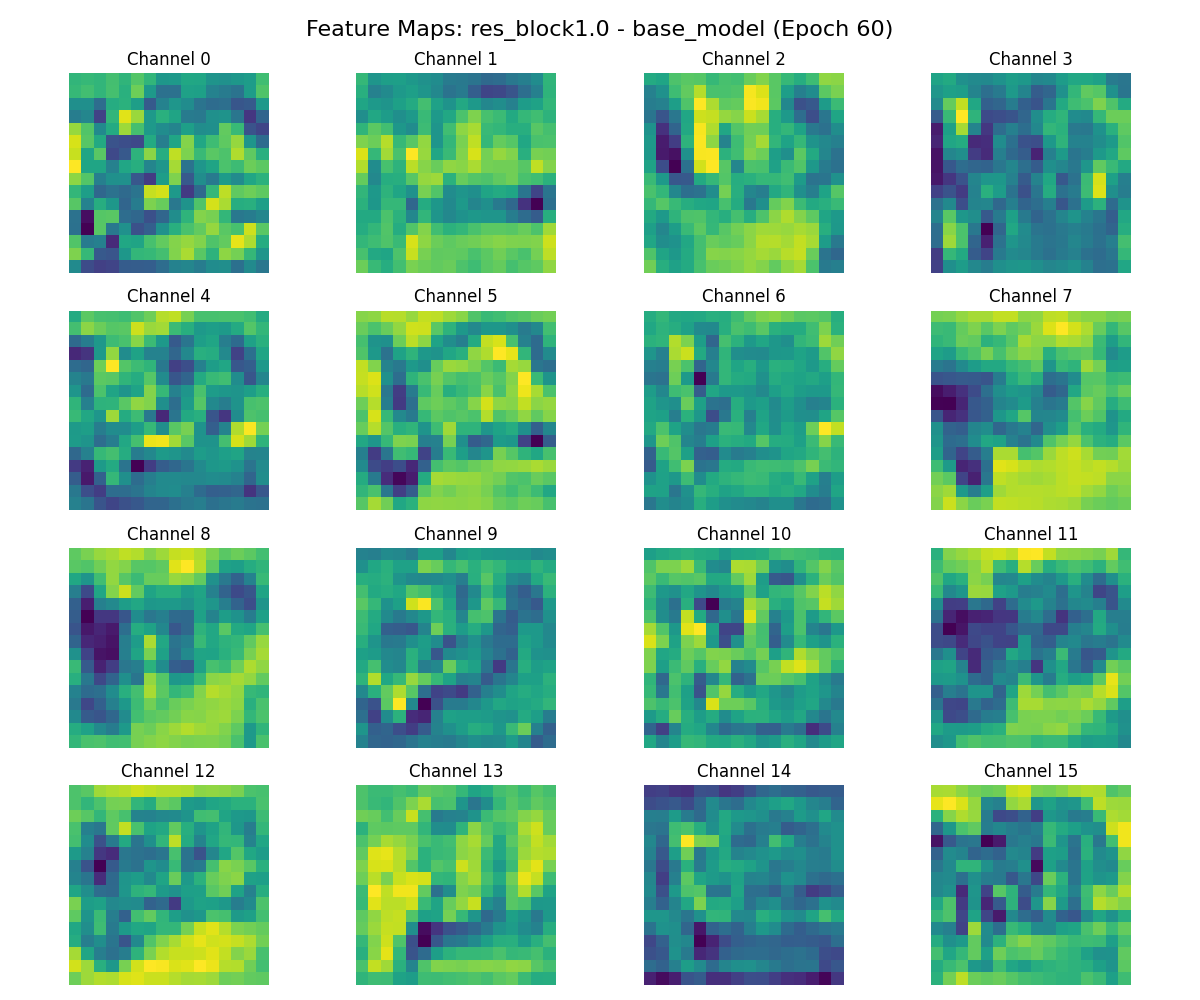 Feature Maps: res_block1.0 - base_model (Epoch 60)
Channel 0
Channel 1
Channel 2
Channel 3
Channel 4
Channel 5
Channel 6
Channel 7
Channel 8
Channel 9
Channel 10
Channel 11
Channel 12
Channel 13
Channel 14
Channel 15